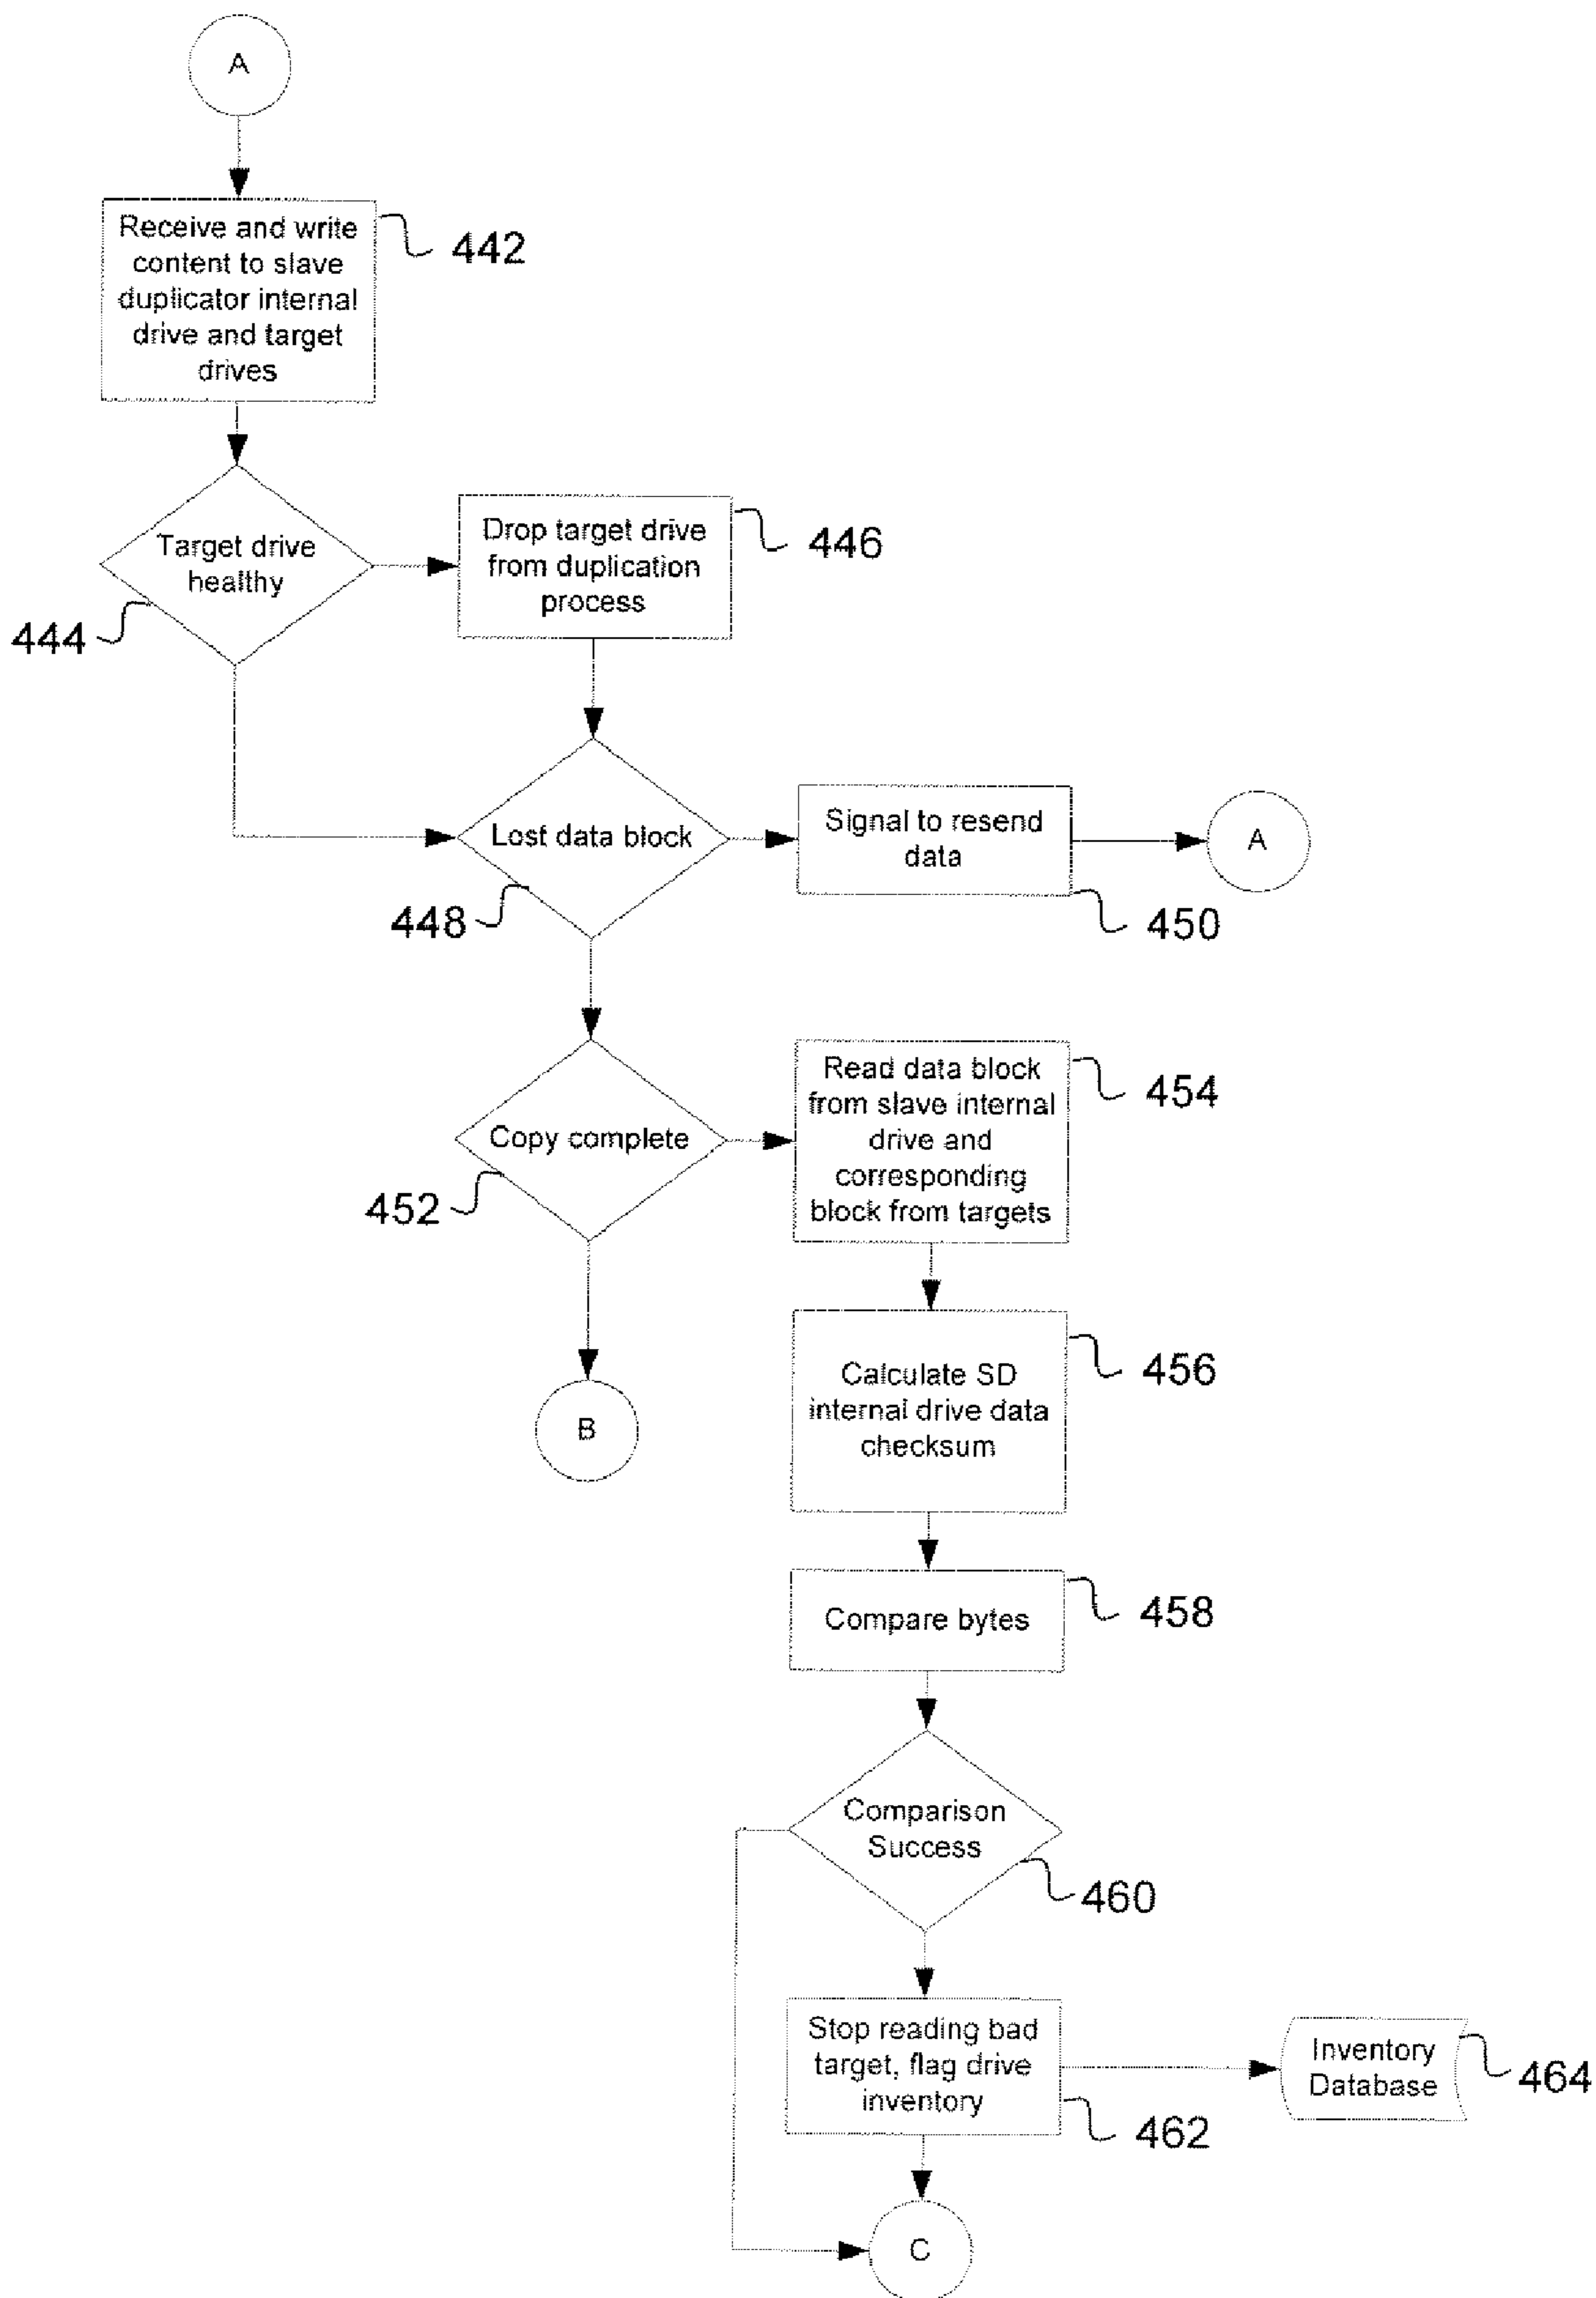 A
Receive and write
content to slave
duplicator internal
drive and target
drives
442
Target drive
healthy
444
Drop target drive
from duplication
process
446
Lost data block
448
Signal to resend
data
450
A
Copy complete
452
Read data block
from slave internal
drive and
corresponding
block from targets
454
B
Calculate SD
internal drive data
checksum
456
Compare bytes
458
Comparison
Success
460
Stop reading bad
target, flag drive
inventory
462
Inventory
Database
464
C